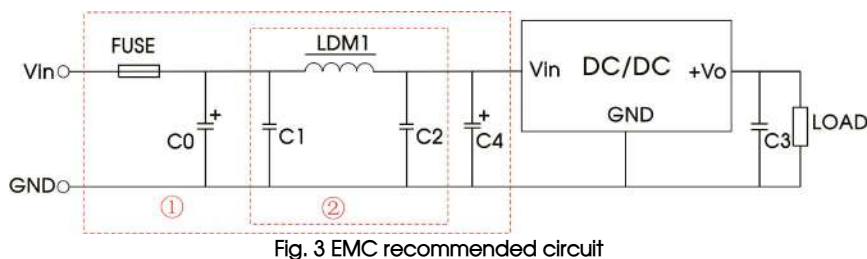 FUSE
LDM1
Vin
Vin
DC/DC
+Vo
GND
C0
+
C1
C2
+
C4
C3
LOAD
GND
①
②
Fig. 3 EMC recommended circuit